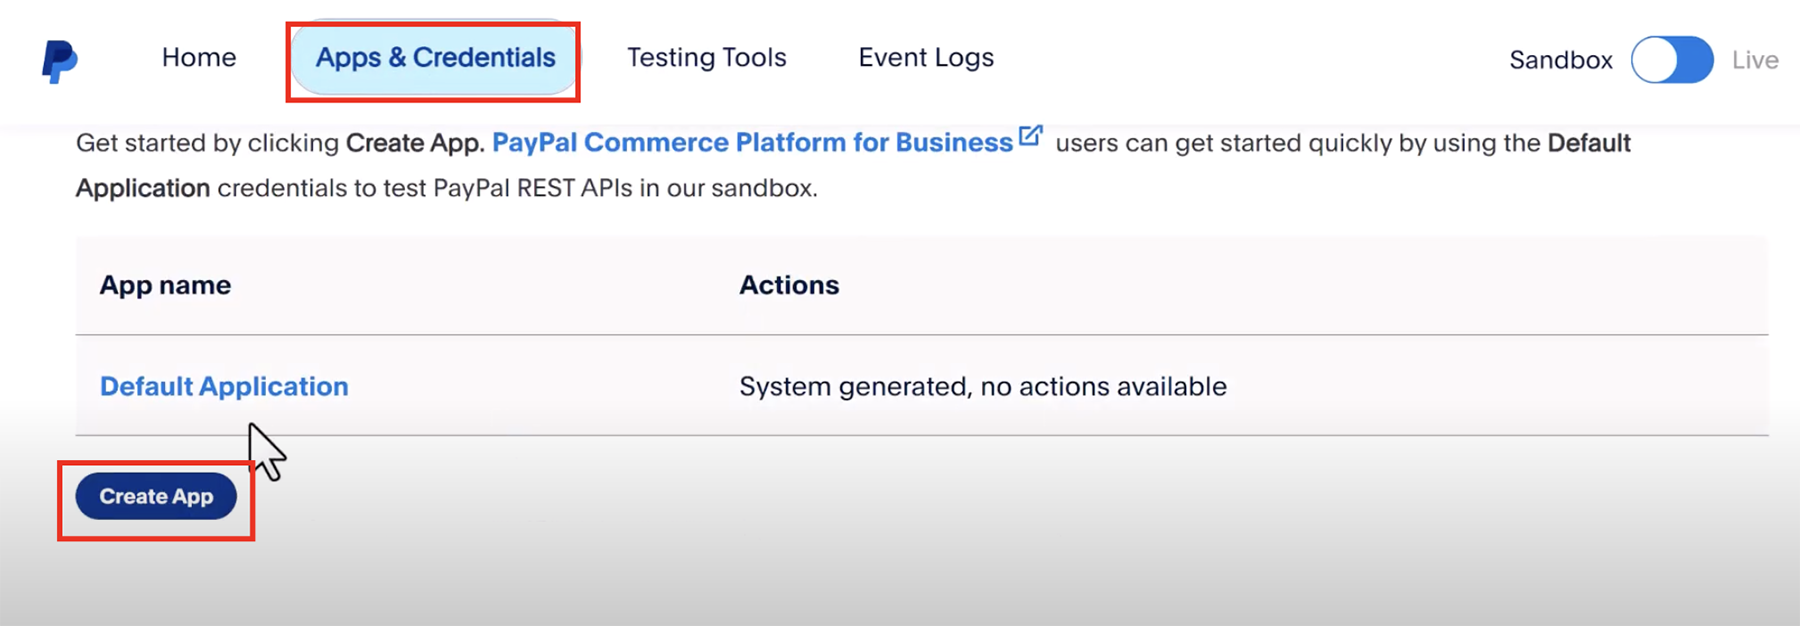 Home Apps & Credentials Testing Tools Event Logs Sandbox Live
Get started by clicking Create App. PayPal Commerce Platform for Business users can get started quickly by using the Default
Application credentials to test PayPal REST APIs in our sandbox.
App name Actions
Default Application System generated, no actions available
Create App